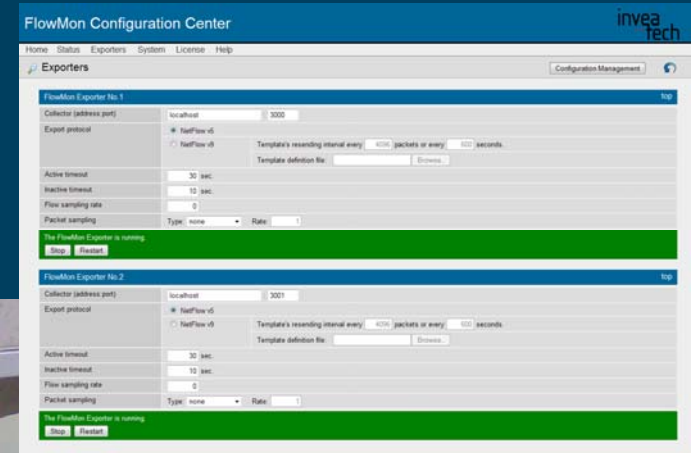 FlowMon Configuration Center
invea tech
Home Status Exporters System License Help
Exporters
Configuration Management
FlowMon Exporter No.1 top
Collector (address:port) localhost : 3000
Export protocol NetFlow v5
NetFlow v9 Template's resending interval every 4096 packets or every 600 seconds.
Template definition file: Browse...
Active timeout 30 sec.
Inactive timeout 10 sec.
Flow sampling rate 0
Packet sampling Type: none Rate: 1
The FlowMon Exporter is running.
Stop Restart
FlowMon Exporter No.2 top
Collector (address:port) localhost : 3001
Export protocol NetFlow v5
NetFlow v9 Template's resending interval every 4096 packets or every 600 seconds.
Template definition file: Browse...
Active timeout 30 sec.
Inactive timeout 10 sec.
Flow sampling rate 0
Packet sampling Type: none Rate: 1
The FlowMon Exporter is running.
Stop Restart